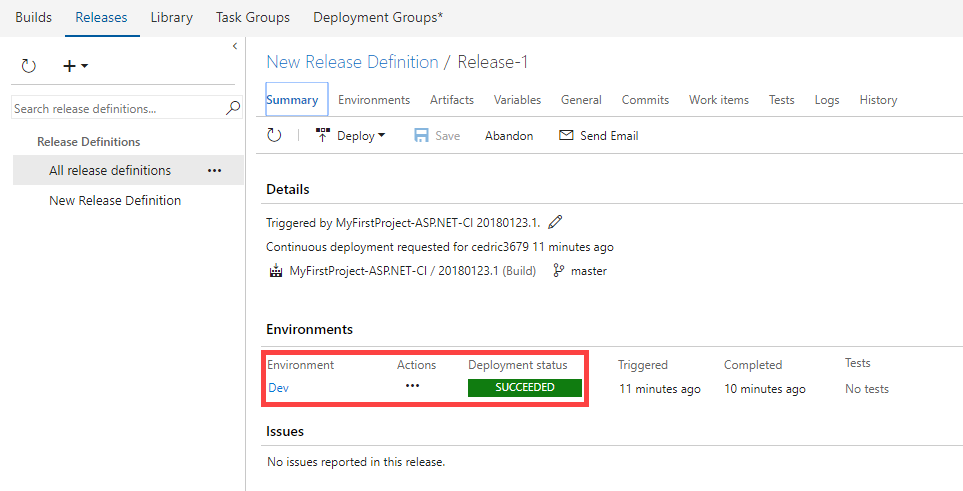 Builds Releases Library Task Groups Deployment Groups*
Search release definitions...
Release Definitions
All release definitions ...
New Release Definition
New Release Definition / Release-1
Summary Environments Artifacts Variables General Commits Work items Tests Logs History
Deploy Save Abandon Send Email
Details
Triggered by MyFirstProject-ASP.NET-CI 20180123.1.
Continuous deployment requested for cedric3679 11 minutes ago
MyFirstProject-ASP.NET-CI / 20180123.1 (Build) master
Environments
Environment Actions Deployment status Triggered Completed Tests
Dev ... SUCCEEDED 11 minutes ago 10 minutes ago No tests
Issues
No issues reported in this release.